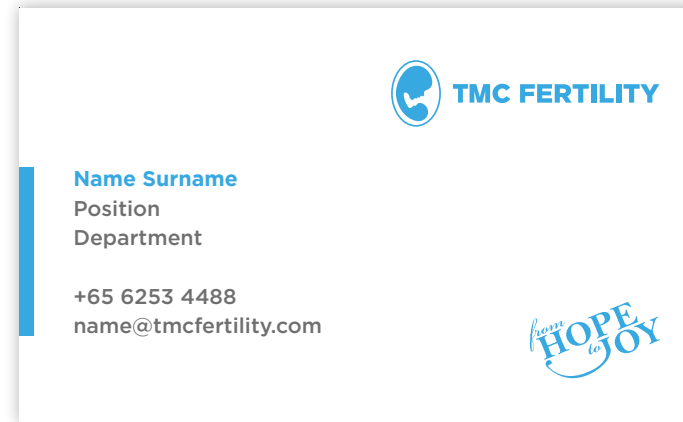 TMC FERTILITY
Name Surname
Position
Department
+65 6253 4488
name@tmcfertility.com
from
HOPE
to JOY